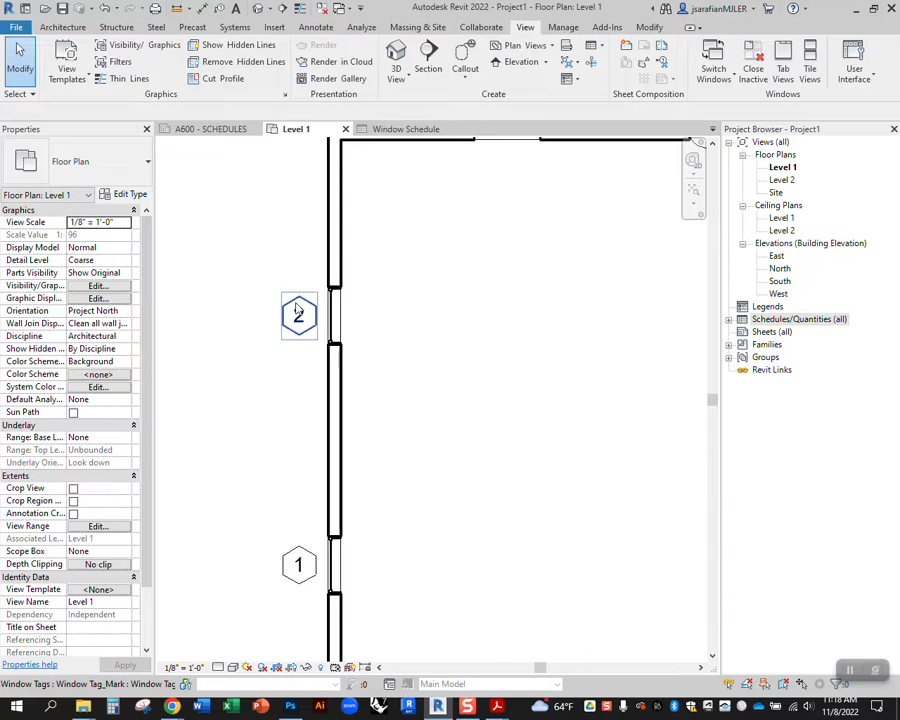 Autodesk Revit 2022 - Project1 - Floor Plan: Level 1
jsarafianMJLER
File
Architecture
Structure
Steel
Precast
Systems
Insert
Annotate
Analyze
Massing & Site
Collaborate
View
Manage
Add-Ins
Modify
Modify
Select
View
Templates
Visibility/ Graphics
Filters
Thin Lines
Show Hidden Lines
Remove Hidden Lines
Cut Profile
Graphics
Render
Render in Cloud
Render Gallery
Presentation
3D
View
Section
Callout
Plan Views
Elevation
Create
Sheet Composition
Switch
Windows
Close
Inactive
Tab
Views
Tile
Views
Windows
User
Interface
Properties
A600 - SCHEDULES
Level 1
Window Schedule
Project Browser - Project1
Floor Plan
Floor Plan: Level 1
Edit Type
Graphics
View Scale 1/8" = 1'-0"
Scale Value 1: 96
Display Model Normal
Detail Level Coarse
Parts Visibility Show Original
Visibility/Grap... Edit...
Graphic Displ... Edit...
Orientation Project North
Wall Join Disp... Clean all wall j...
Discipline Architectural
Show Hidden ... By Discipline
Color Scheme... Background
Color Scheme <none>
System Color ... Edit...
Default Analy... None
Sun Path
Underlay
Range: Base L... None
Range: Top Le... Unbounded
Underlay Orie... Look down
Extents
Crop View
Crop Region ...
Annotation Cr...
View Range Edit...
Associated Le... Level 1
Scope Box None
Depth Clipping No clip
Identity Data
View Template <None>
View Name Level 1
Dependency Independent
Title on Sheet
Referencing S...
Referencing ...
Properties help
Apply
2
1
Views (all)
Floor Plans
Level 1
Level 2
Site
Ceiling Plans
Level 1
Level 2
Elevations (Building Elevation)
East
North
South
West
Legends
Schedules/Quantities (all)
Sheets (all)
Families
Groups
Revit Links
1/8" = 1'-0"
Window Tags : Window Tag_Mark : Window Tag
:0
Main Model
:0
64°F
11:18 AM
11/8/2022